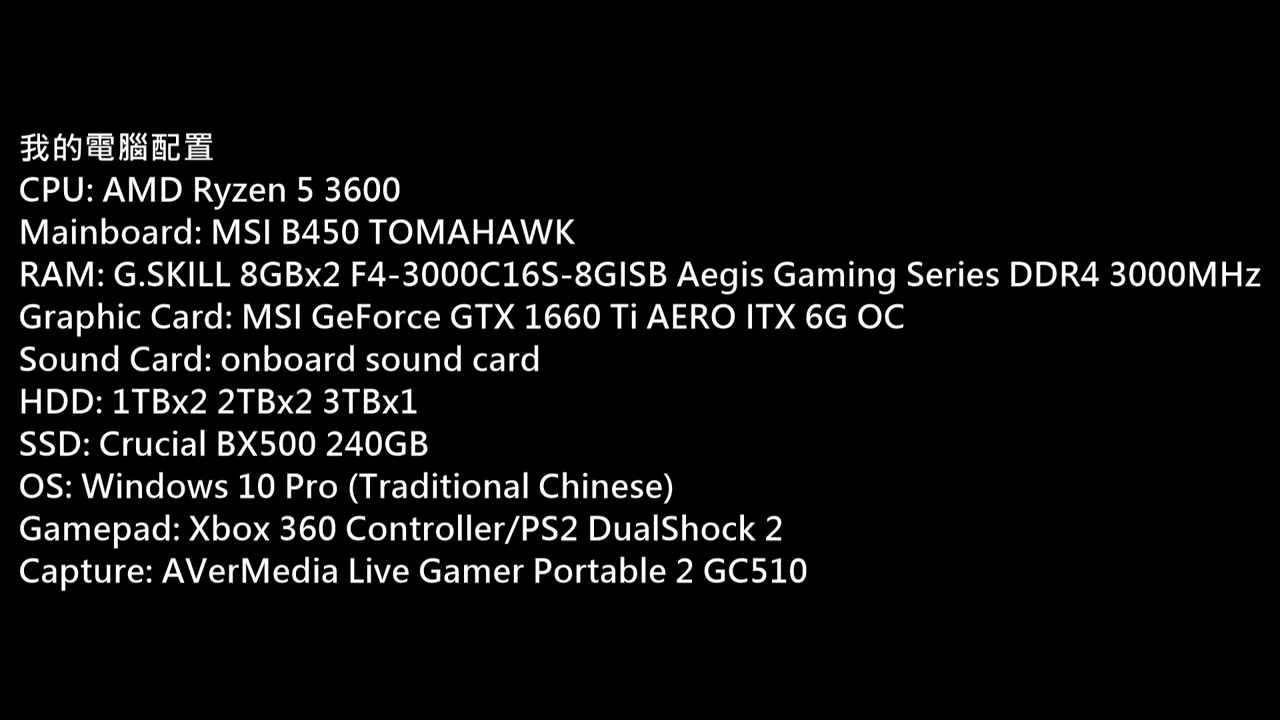 我的電腦配置
CPU: AMD Ryzen 5 3600
Mainboard: MSI B450 TOMAHAWK
RAM: G.SKILL 8GBx2 F4-3000C16S-8GISB Aegis Gaming Series DDR4 3000MHz
Graphic Card: MSI GeForce GTX 1660 Ti AERO ITX 6G OC
Sound Card: onboard sound card
HDD: 1TBx2 2TBx2 3TBx1
SSD: Crucial BX500 240GB
OS: Windows 10 Pro (Traditional Chinese)
Gamepad: Xbox 360 Controller/PS2 DualShock 2
Capture: AVerMedia Live Gamer Portable 2 GC510